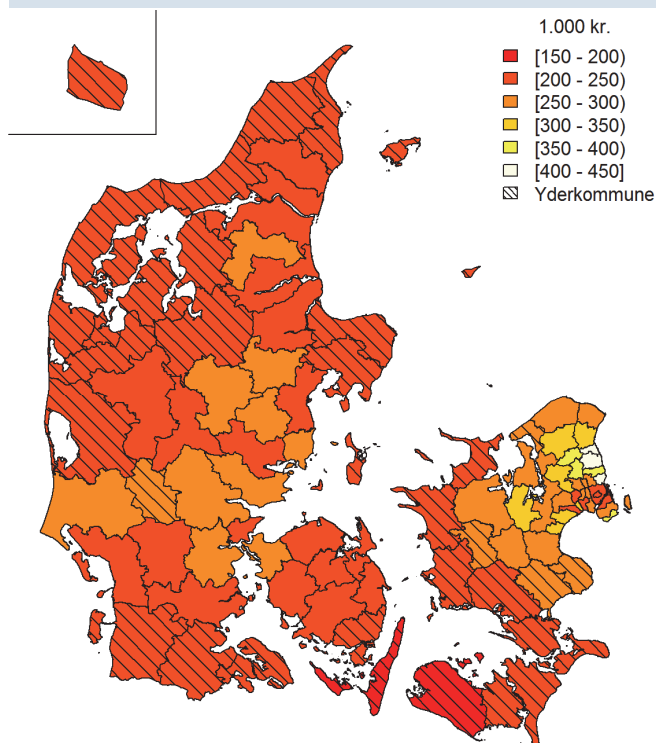 1.000 kr.
[150 - 200)
[200 - 250)
[250 - 300)
[300 - 350)
[350 - 400)
[400 - 450]
Yderkommune